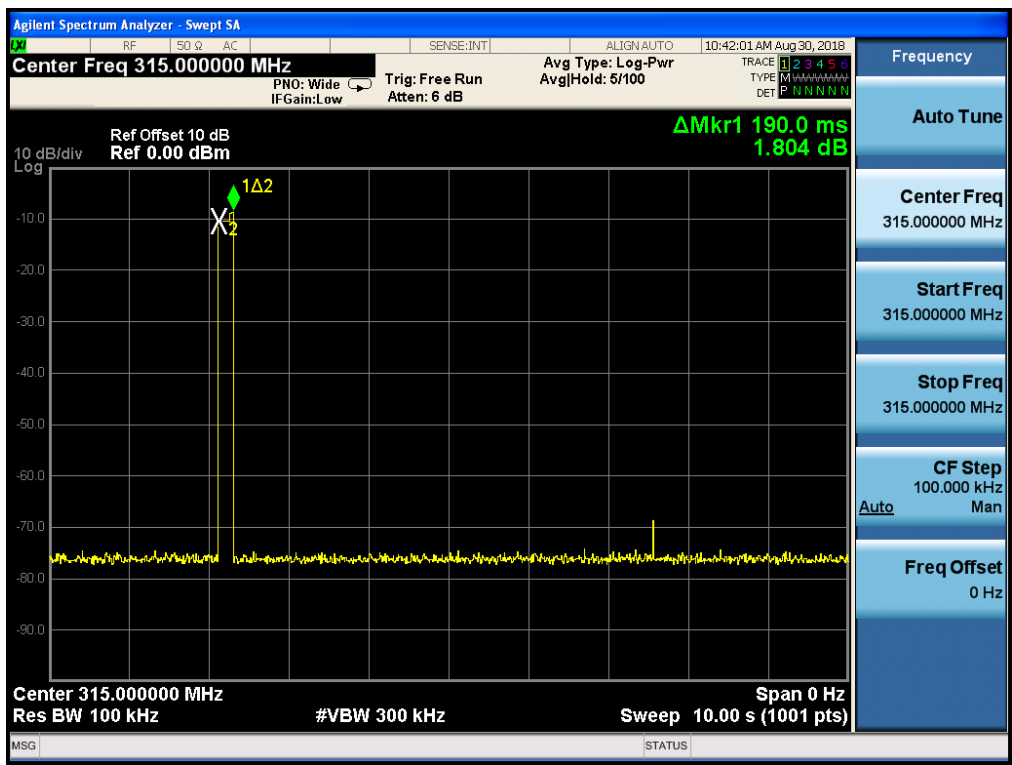 Agilent Spectrum Analyzer - Swept SA
LXI RF 50 Ω AC SENSE:INT ALIGN AUTO 10:42:01 AM Aug 30, 2018
Center Freq 315.000000 MHz
PNO: Wide
IFGain:Low
Trig: Free Run
Atten: 6 dB
Avg Type: Log-Pwr
Avg|Hold: 5/100
TRACE 1 2 3 4 5 6
TYPE M
DET P N N N N N
Ref Offset 10 dB
10 dB/div Ref 0.00 dBm
Log
ΔMkr1 190.0 ms
1.804 dB
1Δ2
X2
-10.0
-20.0
-30.0
-40.0
-50.0
-60.0
-70.0
-80.0
-90.0
Center 315.000000 MHz Span 0 Hz
Res BW 100 kHz #VBW 300 kHz Sweep 10.00 s (1001 pts)
MSG STATUS
Frequency
Auto Tune
Center Freq
315.000000 MHz
Start Freq
315.000000 MHz
Stop Freq
315.000000 MHz
CF Step
100.000 kHz
Auto Man
Freq Offset
0 Hz